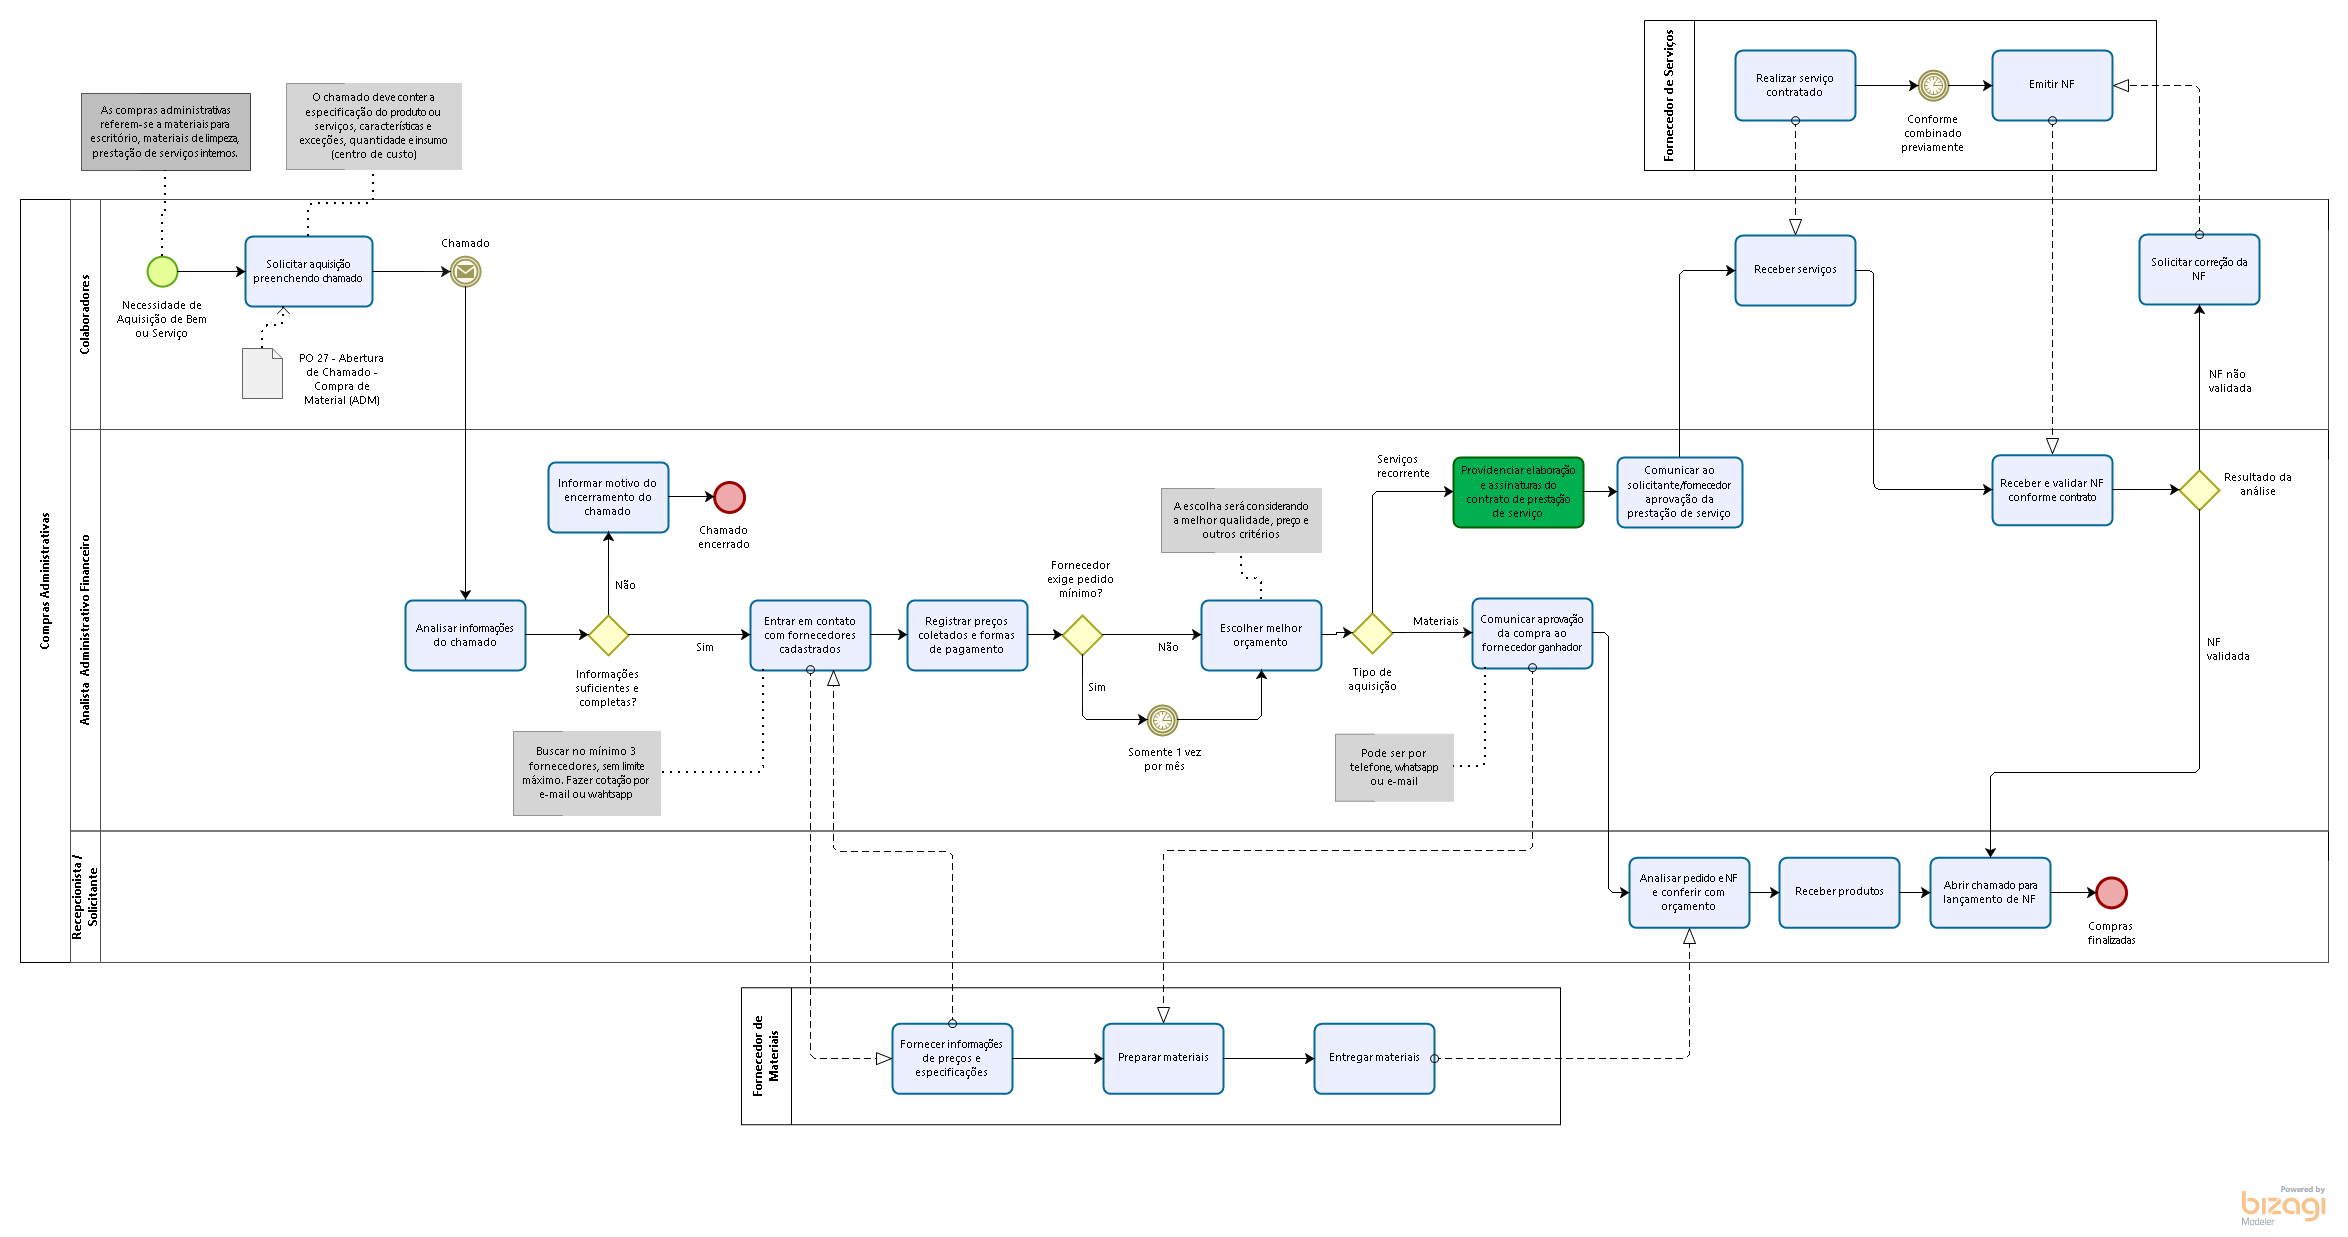 Fornecedor de Serviços
Realizar serviço
contratado
Conforme
combinado
previamente
Emitir NF
As compras administrativas
referem-se a materiais para
escritório, materiais de limpeza,
prestação de serviços internos.
O chamado deve conter a
especificação do produto ou
serviços, características e
exceções, quantidade e insumo
(centro de custo)
Compras Administrativas
Colaboradores
Necessidade de
Aquisição de Bem
ou Serviço
Solicitar aquisição
preenchendo chamado
Chamado
PO 27 - Abertura
de Chamado -
Compra de
Material (ADM)
Receber serviços
Solicitar correção da
NF
NF não
validada
Analista Administrativo Financeiro
Analisar informações
do chamado
Informar motivo do
encerramento do
chamado
Chamado
encerrado
Não
Informações
suficientes e
completas?
Sim
Entrar em contato
com fornecedores
cadastrados
Buscar no mínimo 3
fornecedores, sem limite
máximo. Fazer cotação por
e-mail ou wahtsapp
Registrar preços
coletados e formas
de pagamento
Fornecedor
exige pedido
mínimo?
Não
Sim
Somente 1 vez
por mês
A escolha será considerando
a melhor qualidade, preço e
outros critérios
Escolher melhor
orçamento
Tipo de
aquisição
Serviços
recorrente
Providenciar elaboração
e assinaturas do
contrato de prestação
de serviço
Comunicar ao
solicitante/fornecedor
aprovação da
prestação de serviço
Materiais
Comunicar aprovação
da compra ao
fornecedor ganhador
Pode ser por
telefone, whatsapp
ou e-mail
Receber e validar NF
conforme contrato
Resultado da
análise
NF
validada
Recepcionista /
Solicitante
Analisar pedido e NF
e conferir com
orçamento
Receber produtos
Abrir chamado para
lançamento de NF
Compras
finalizadas
Fornecedor de
Materiais
Fornecer informações
de preços e
especificações
Preparar materiais
Entregar materiais
Powered by
bizagi
Modeler